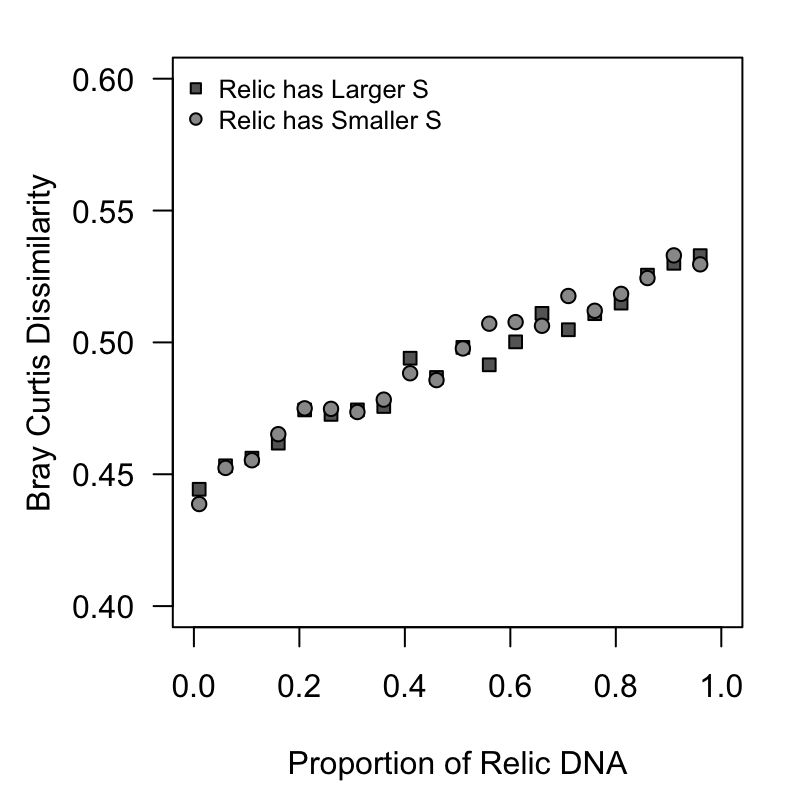 0.60
0.55
0.50
0.45
0.40
Bray Curtis Dissimilarity
Relic has Larger S
Relic has Smaller S
0.0 0.2 0.4 0.6 0.8 1.0
Proportion of Relic DNA